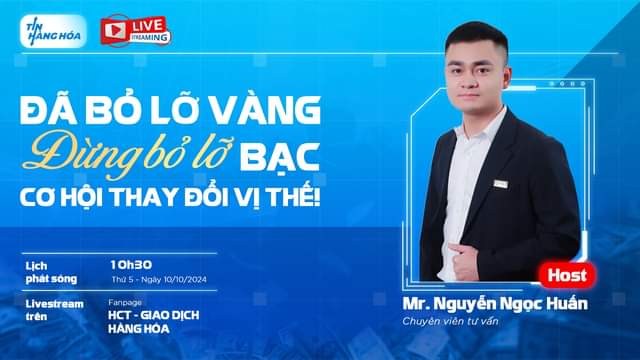 TIN
HÀNG HÓA
LIVE
STREAMING
ĐÃ BỎ LỠ VÀNG
Đừng bỏ lỡ BẠC
CƠ HỘI THAY ĐỔI VỊ THẾ!
Lịch
phát sóng
10h30
Thứ 5 - Ngày 10/10/2024
Livestream
trên
Fanpage
HCT - GIAO DỊCH
HÀNG HÓA
Host
Mr. Nguyễn Ngọc Huấn
Chuyên viên tư vấn